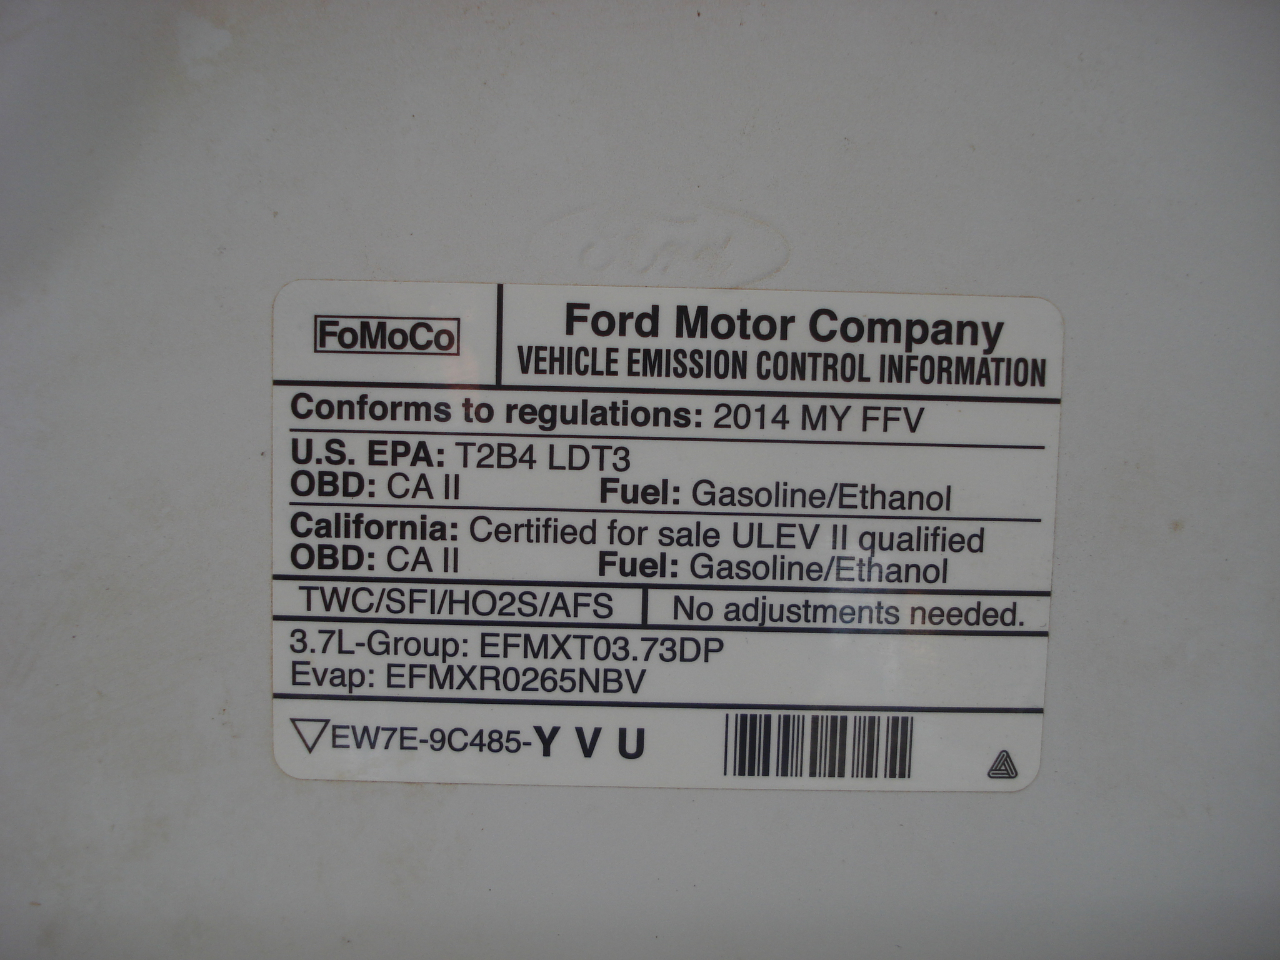 Ford
FoMoCo
Ford Motor Company
VEHICLE EMISSION CONTROL INFORMATION
Conforms to regulations: 2014 MY FFV
U.S. EPA: T2B4 LDT3
OBD: CA II Fuel: Gasoline/Ethanol
California: Certified for sale ULEV II qualified
OBD: CA II Fuel: Gasoline/Ethanol
TWC/SFI/HO2S/AFS No adjustments needed.
3.7L-Group: EFMXT03.73DP
Evap: EFMXR0265NBV
EW7E-9C485-Y V U